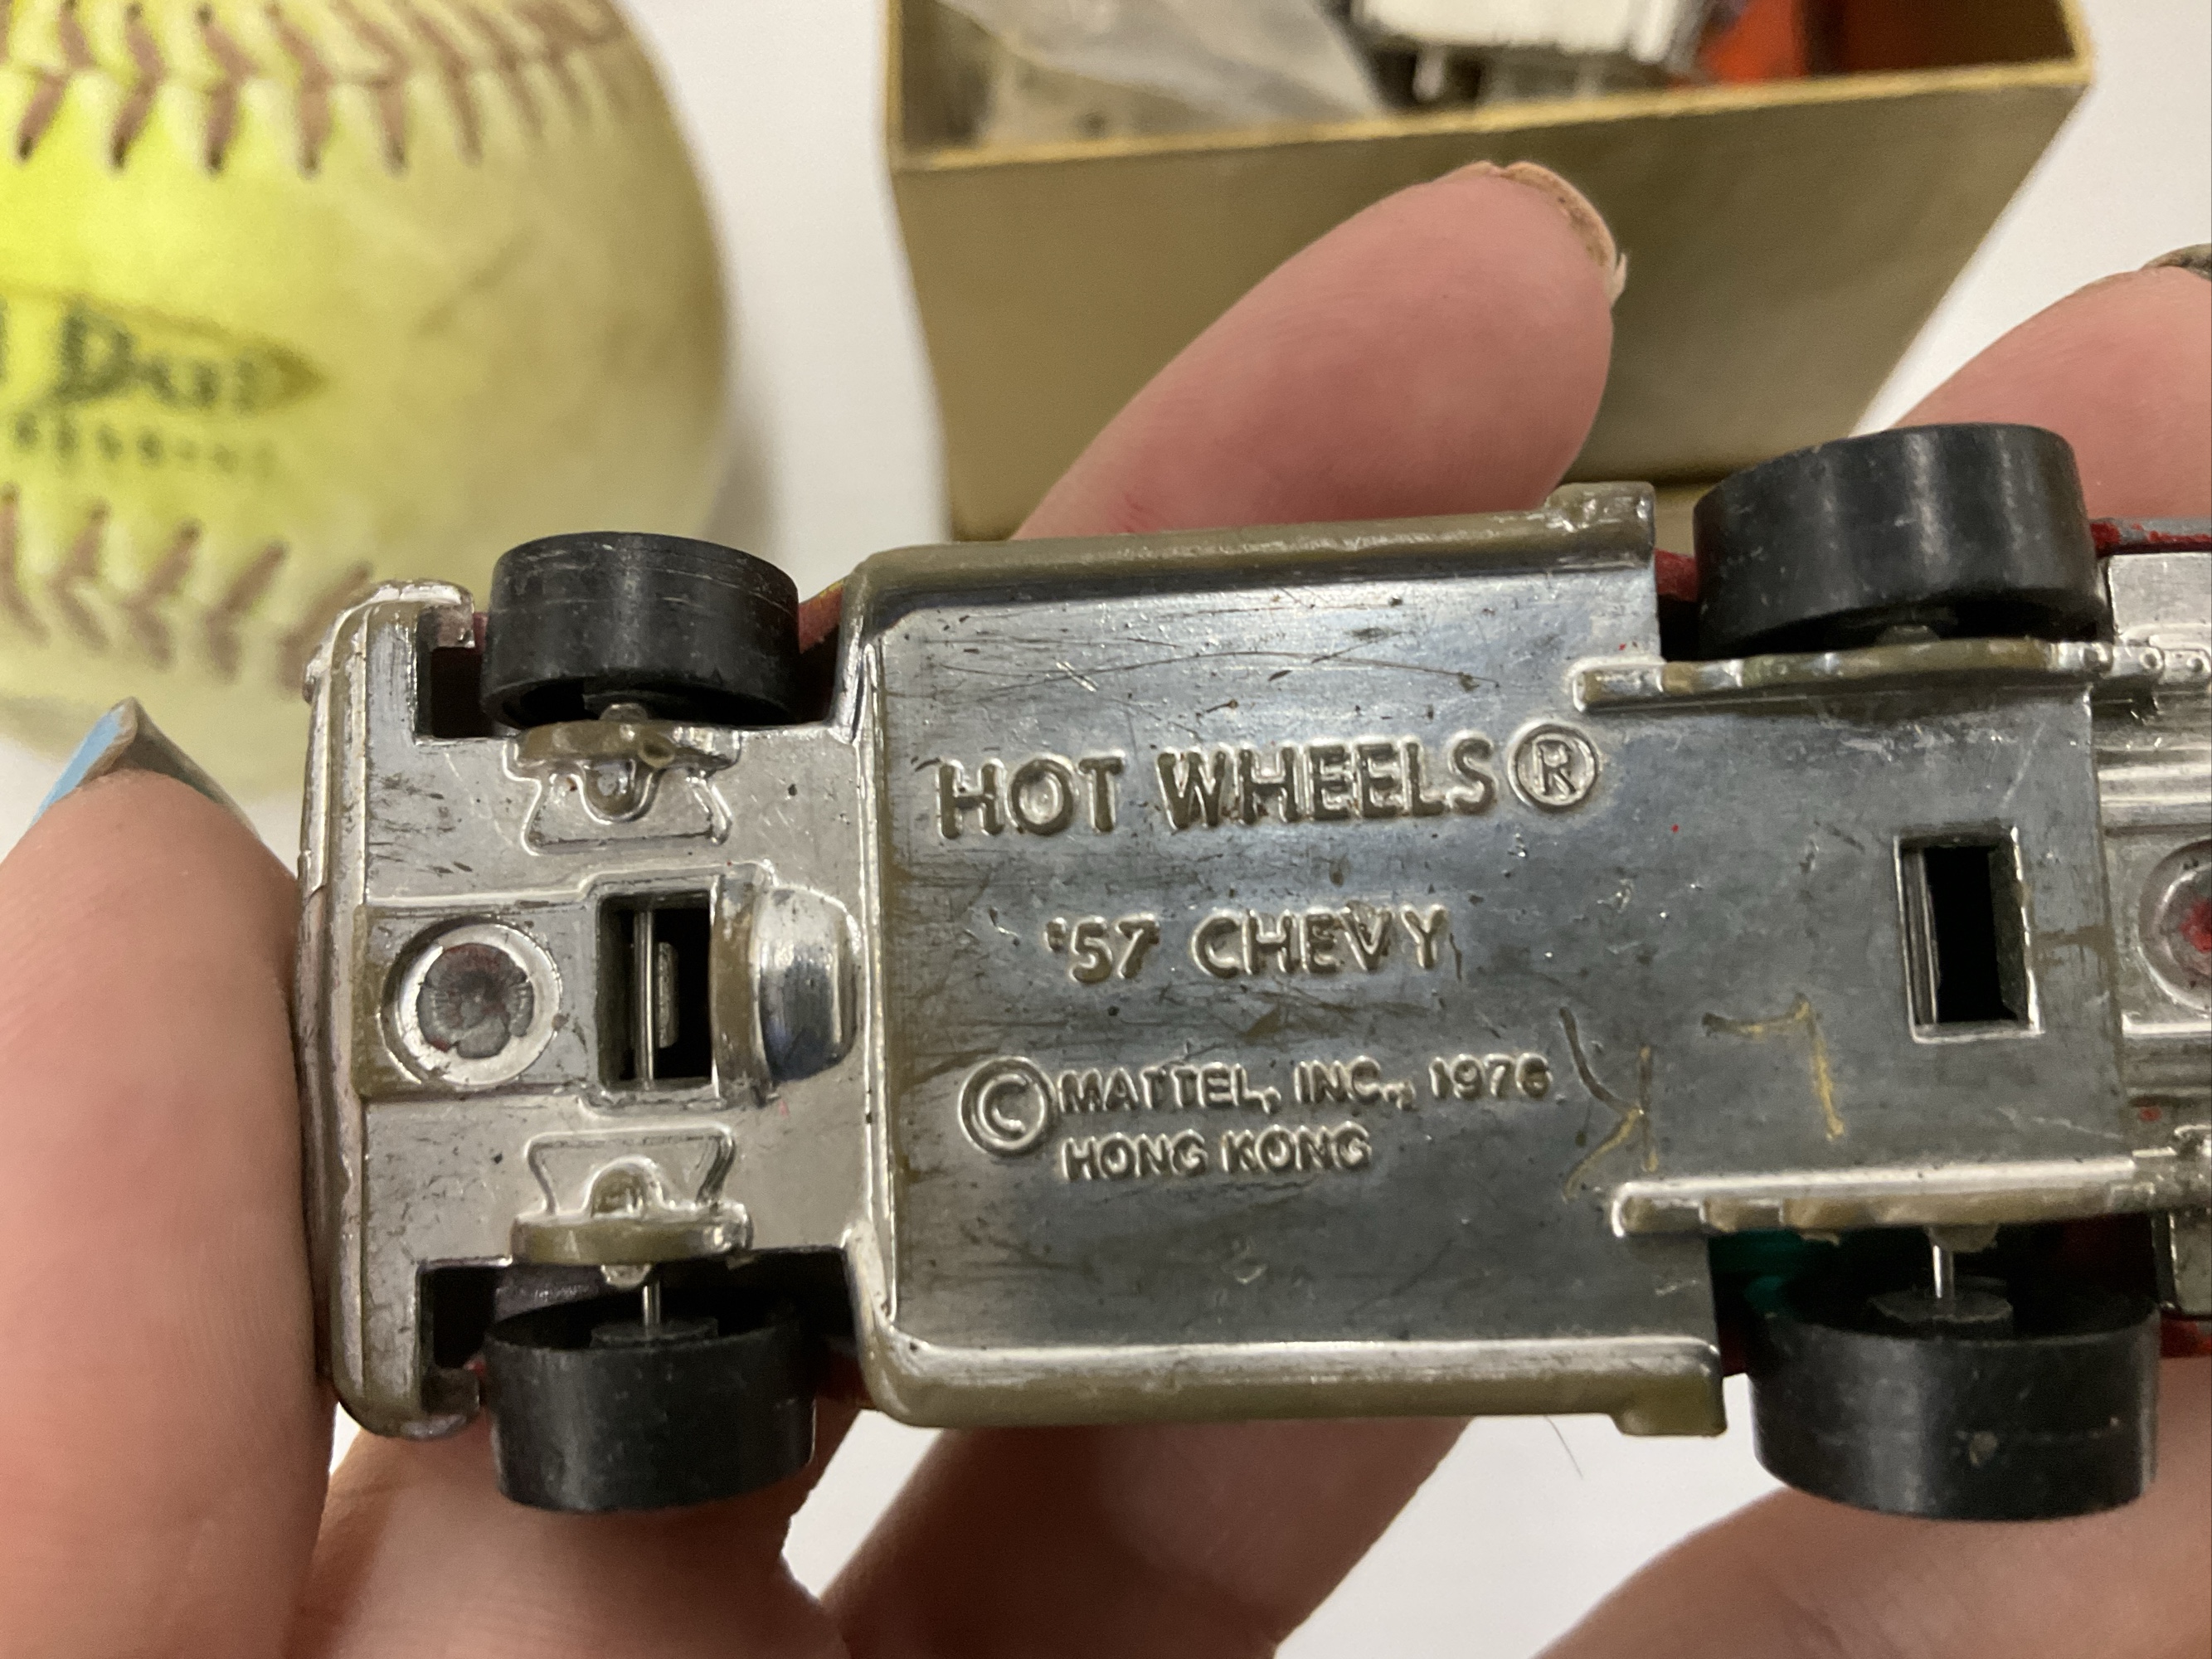 HOT WHEELS®
'57 CHEVY
© MATTEL, INC., 1976
HONG KONG